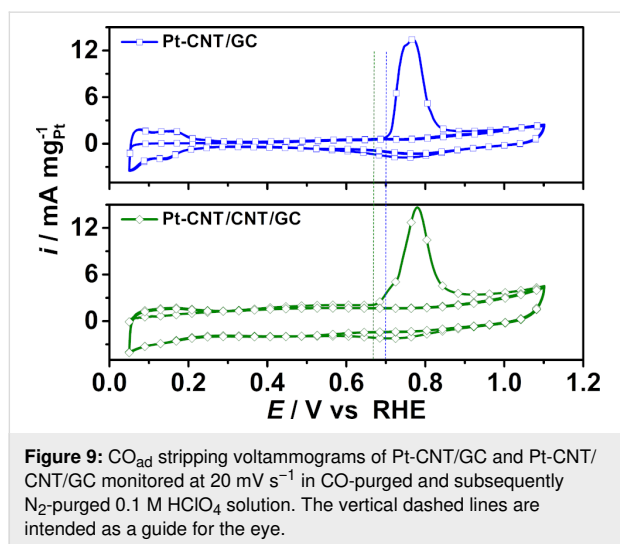 Pt-CNT/GC
12
6
0
Pt-CNT/CNT/GC
12
6
0
i / mA mg⁻¹Pt
0.0 0.2 0.4 0.6 0.8 1.0 1.2
E / V vs RHE
Figure 9: COad stripping voltammograms of Pt-CNT/GC and Pt-CNT/
CNT/GC monitored at 20 mV s⁻¹ in CO-purged and subsequently
N₂-purged 0.1 M HClO₄ solution. The vertical dashed lines are
intended as a guide for the eye.